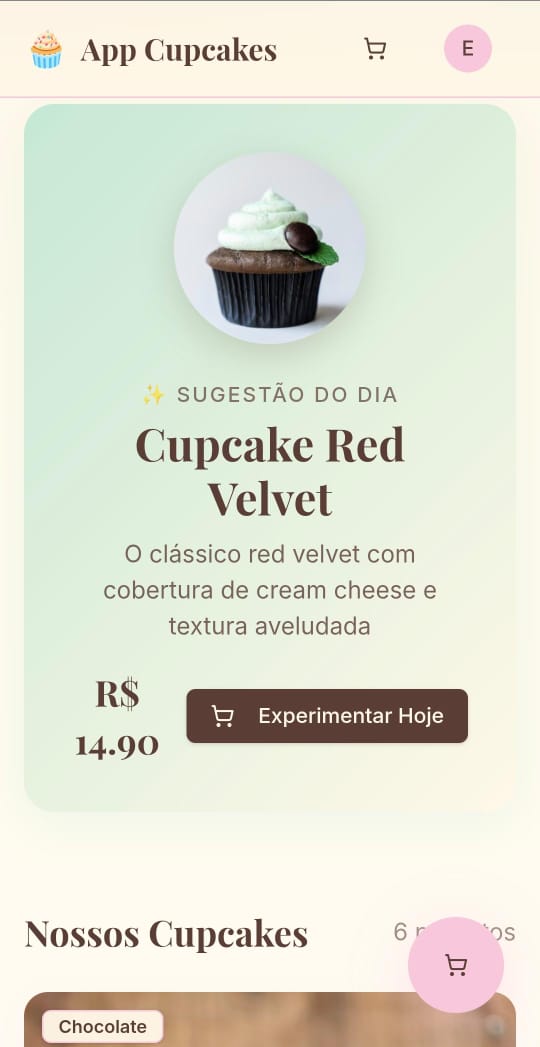 App Cupcakes
E
✨ SUGESTÃO DO DIA
Cupcake Red
Velvet
O clássico red velvet com
cobertura de cream cheese e
textura aveludada
R$
14.90
Experimentar Hoje
Nossos Cupcakes
6
Chocolate